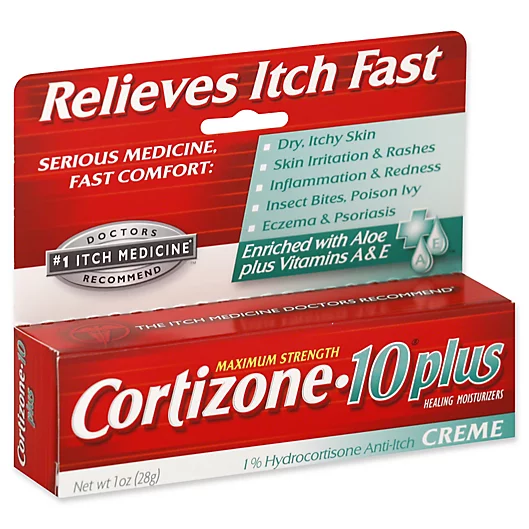 Relieves Itch Fast
SERIOUS MEDICINE,
FAST COMFORT:
Dry, Itchy Skin
Skin Irritation & Rashes
Inflammation & Redness
Insect Bites, Poison Ivy
Eczema & Psoriasis
DOCTORS
#1 ITCH MEDICINE*
RECOMMEND
Enriched with Aloe
plus Vitamins A&E
A E
THE ITCH MEDICINE DOCTORS RECOMMEND*
MAXIMUM STRENGTH
Cortizone•10® plus
HEALING MOISTURIZERS
1% Hydrocortisone Anti-Itch CREME
Net wt 1 oz (28g)
Cortizone•10
plus